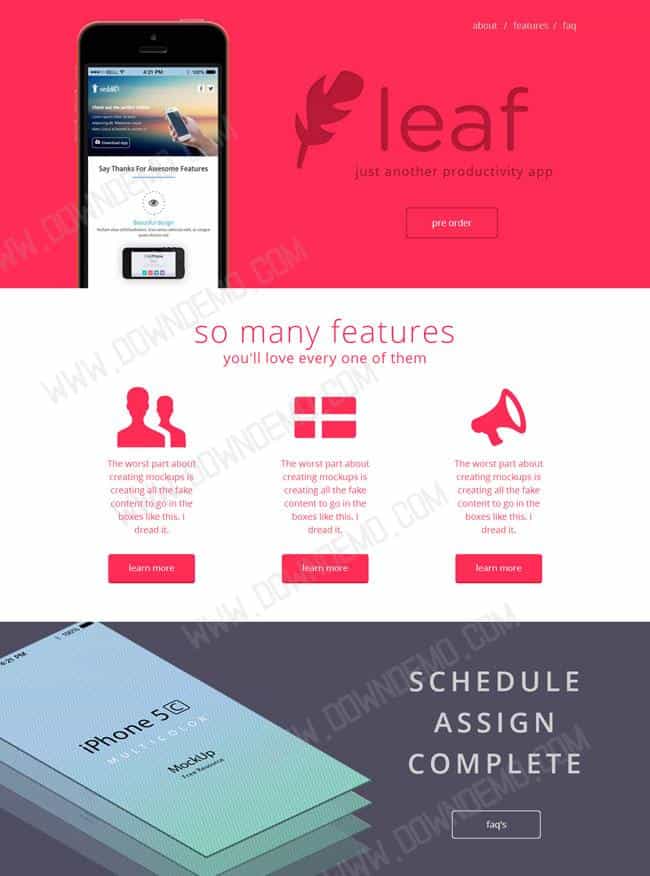 about / features / faq
BELL 4:21 PM 100%
Say Thanks For Awesome Features
Beautiful design
Download App
leaf
just another productivity app
pre order
so many features
you'll love every one of them
The worst part about
creating mockups is
creating all the fake
content to go in the
boxes like this. I
dread it.
learn more
The worst part about
creating mockups is
creating all the fake
content to go in the
boxes like this. I
dread it.
learn more
The worst part about
creating mockups is
creating all the fake
content to go in the
boxes like this. I
dread it.
learn more
4:21 PM 100%
iPhone 5C
MULTICOLOR
MockUp
Free Resource
SCHEDULE
ASSIGN
COMPLETE
faq's
WWW.DOWNDEMO.COM